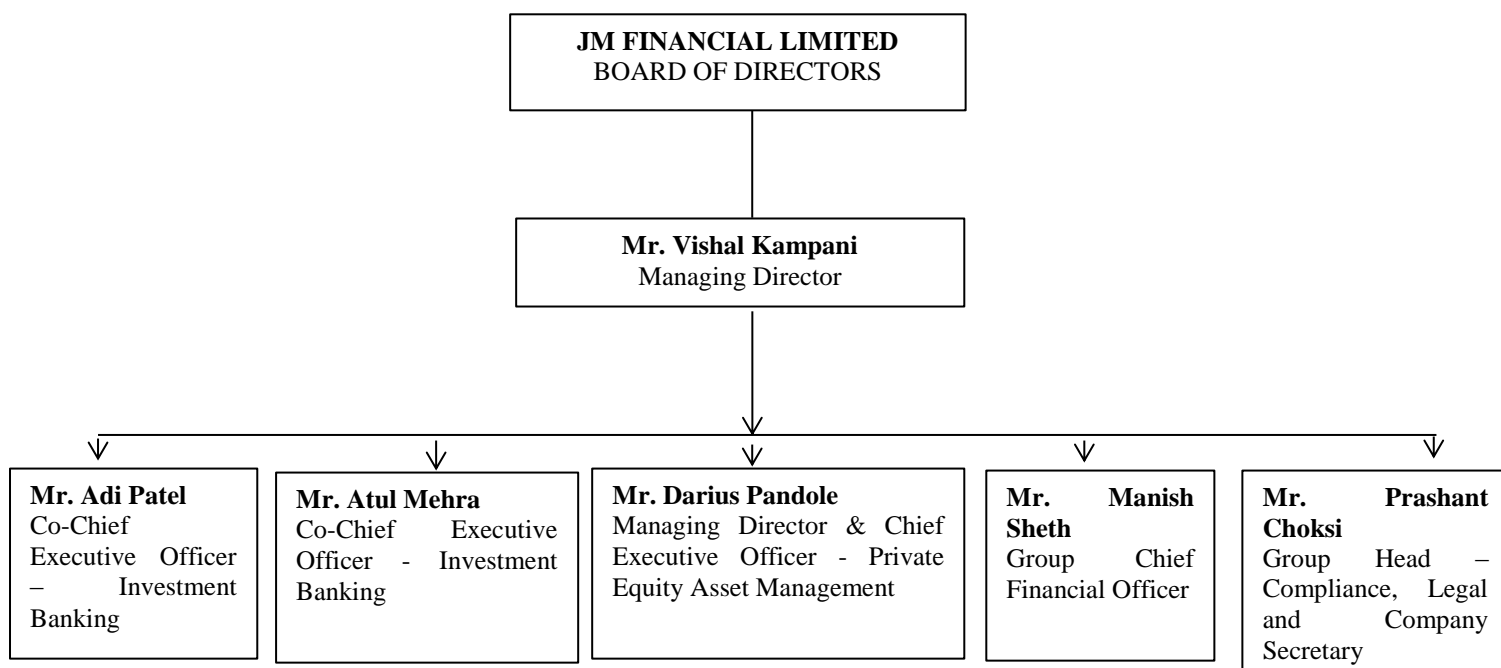 JM FINANCIAL LIMITED
BOARD OF DIRECTORS
Mr. Vishal Kampani
Managing Director
Mr. Adi Patel
Co-Chief
Executive Officer
– Investment
Banking
Mr. Atul Mehra
Co-Chief Executive
Officer - Investment
Banking
Mr. Darius Pandole
Managing Director & Chief
Executive Officer - Private
Equity Asset Management
Mr. Manish
Sheth
Group Chief
Financial Officer
Mr. Prashant
Choksi
Group Head –
Compliance, Legal
and Company
Secretary